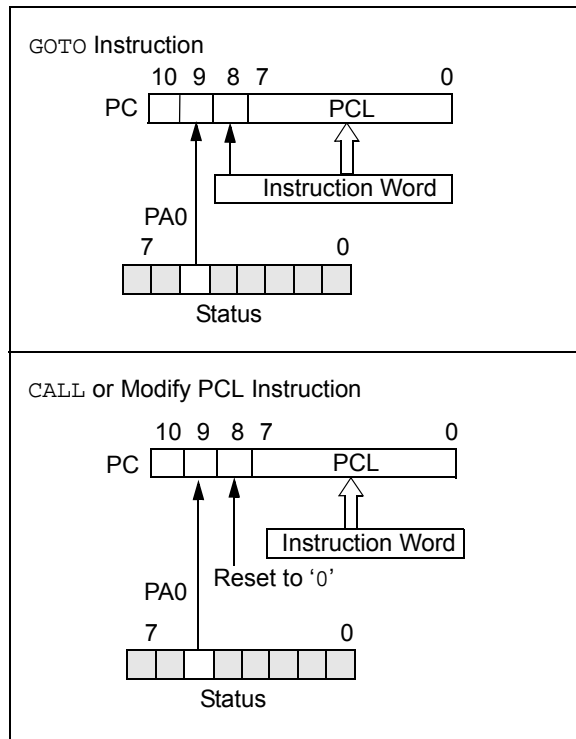 GOTO Instruction
10 9 8 7 0
PC PCL
Instruction Word
PA0
7 0
Status
CALL or Modify PCL Instruction
10 9 8 7 0
PC PCL
Instruction Word
Reset to ‘0’
PA0
7 0
Status